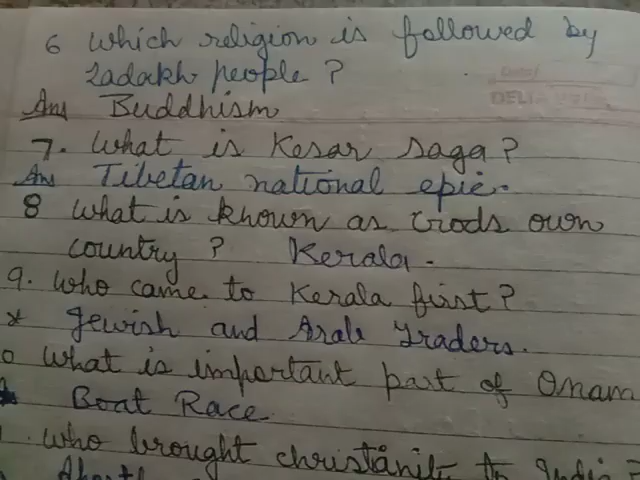 6 Which religion is followed by
Ladakh people ?
Ans Buddhism
7. What is Kesar saga ?
Ans Tibetan national epic.
8 What is known as Gods own
country ? Kerala.
9. Who came to Kerala first ?
* Jewish and Arab traders.
0 What is important part of Onam
Boat Race
Who brought christianity to India ?